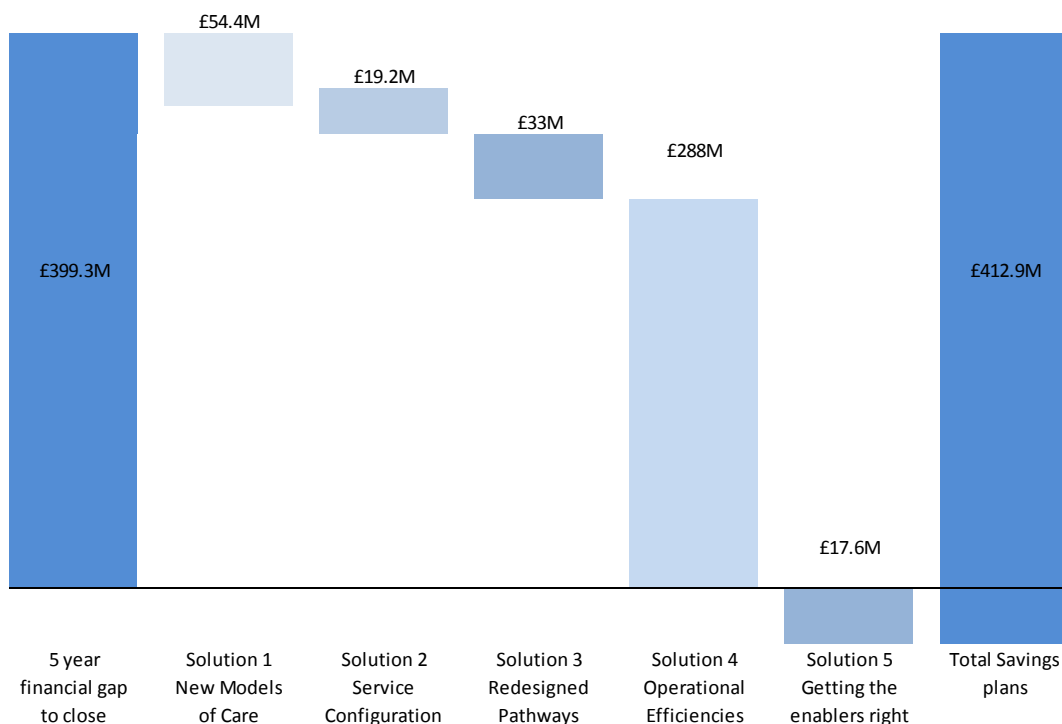 £54.4M
£19.2M
£33M
£288M
£399.3M
£412.9M
£17.6M
5 year
financial gap
to close
Solution 1
New Models
of Care
Solution 2
Service
Configuration
Solution 3
Redesigned
Pathways
Solution 4
Operational
Efficiencies
Solution 5
Getting the
enablers right
Total Savings
plans